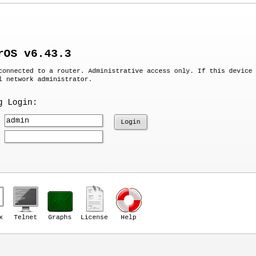 rOS v6.43.3
connected to a router. Administrative access only. If this device
l network administrator.
g Login:
admin
Login
x Telnet Graphs License Help